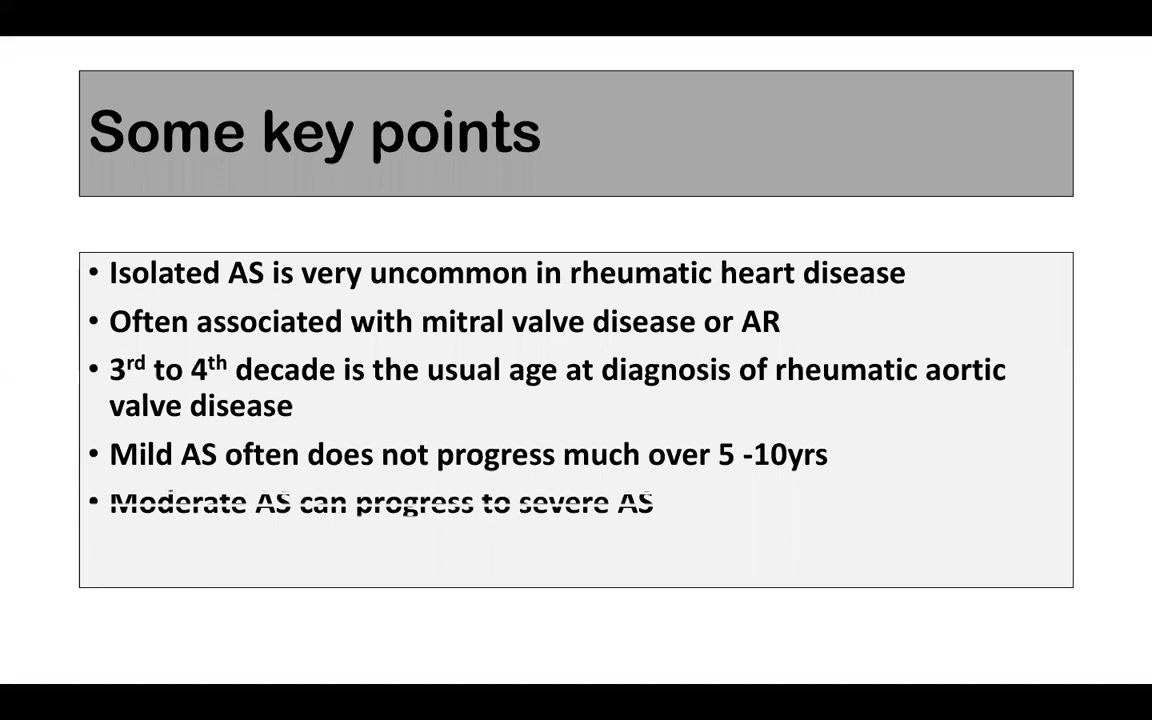 Some key points
• Isolated AS is very uncommon in rheumatic heart disease
• Often associated with mitral valve disease or AR
• 3rd to 4th decade is the usual age at diagnosis of rheumatic aortic
valve disease
• Mild AS often does not progress much over 5 -10yrs
• Moderate AS can progress to severe AS